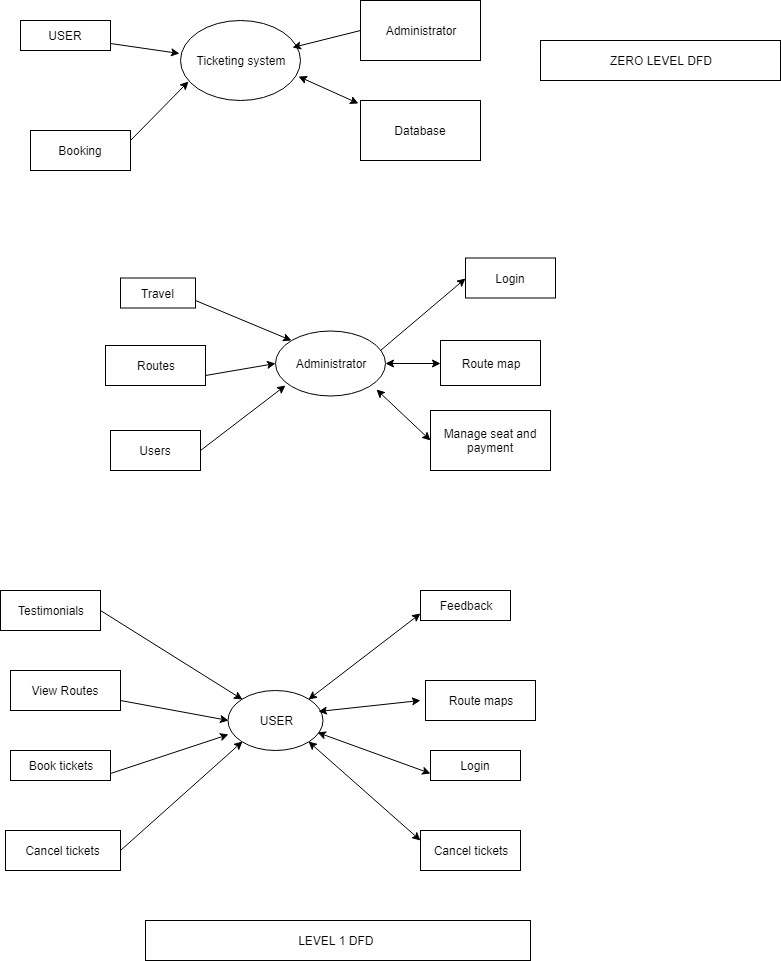 USER
Ticketing system
Administrator
ZERO LEVEL DFD
Booking
Database
Travel
Login
Routes
Administrator
Route map
Users
Manage seat and
payment
Testimonials
Feedback
View Routes
USER
Route maps
Book tickets
Login
Cancel tickets
Cancel tickets
LEVEL 1 DFD